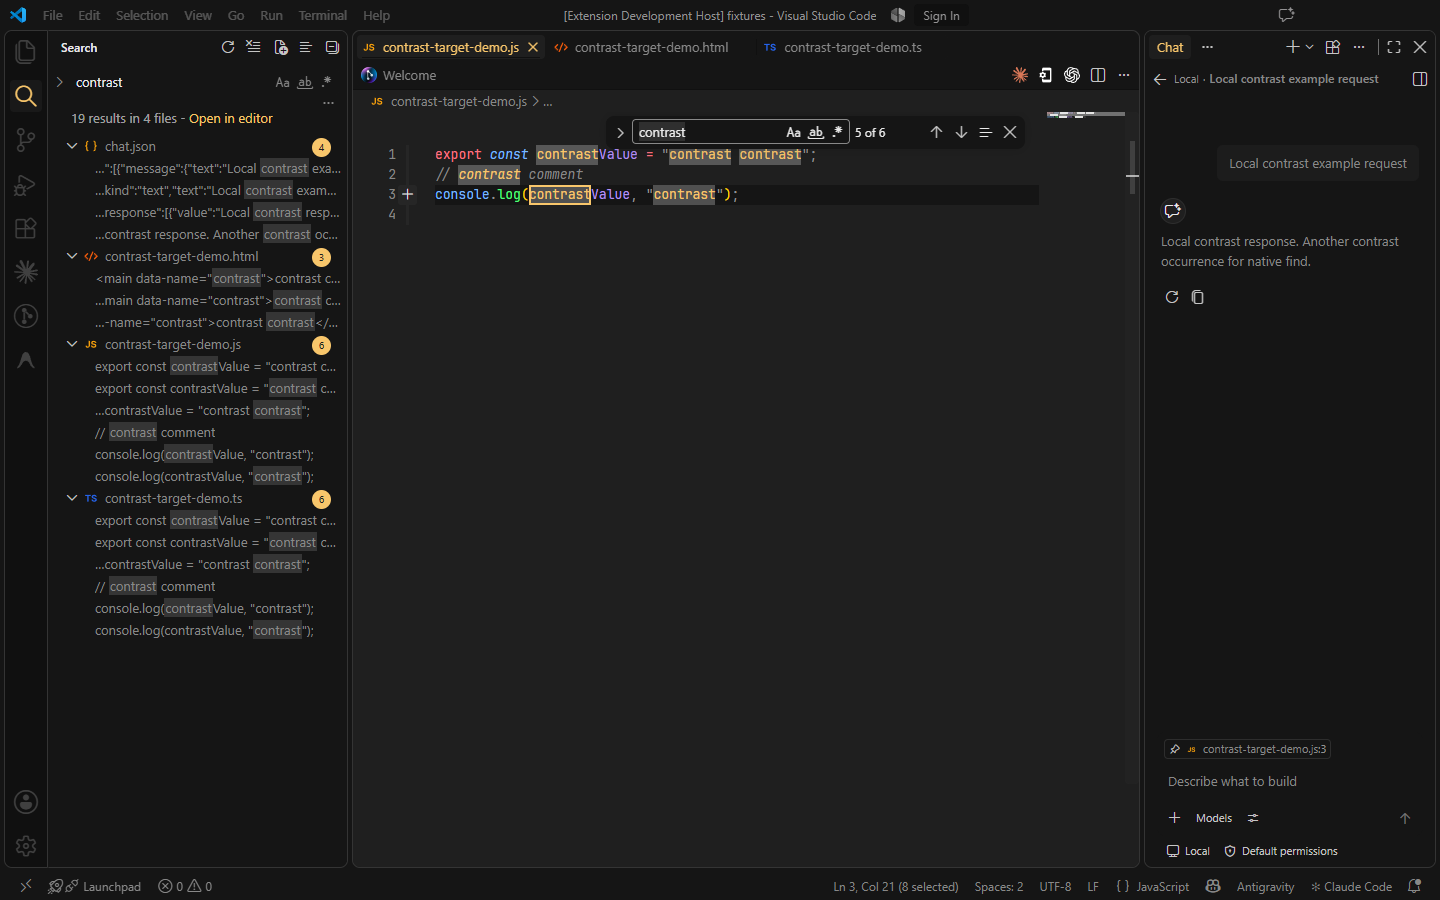 File Edit Selection View Go Run Terminal Help
[Extension Development Host] fixtures - Visual Studio Code
Sign In
Search
contrast
Aa ab .*
19 results in 4 files - Open in editor
{ } chat.json 4
...":[{"message":{"text":"Local contrast exa...
...kind":"text","text":"Local contrast exam...
...response":[{"value":"Local contrast resp...
...contrast response. Another contrast oc...
contrast-target-demo.html 3
<main data-name="contrast">contrast c...
...main data-name="contrast">contrast c...
...-name="contrast">contrast contrast</...
JS contrast-target-demo.js 6
export const contrastValue = "contrast c...
export const contrastValue = "contrast c...
...contrastValue = "contrast contrast";
// contrast comment
console.log(contrastValue, "contrast");
console.log(contrastValue, "contrast");
TS contrast-target-demo.ts 6
export const contrastValue = "contrast c...
export const contrastValue = "contrast c...
...contrastValue = "contrast contrast";
// contrast comment
console.log(contrastValue, "contrast");
console.log(contrastValue, "contrast");
JS contrast-target-demo.js
contrast-target-demo.html
TS contrast-target-demo.ts
Welcome
JS contrast-target-demo.js > ...
contrast
Aa ab .*
5 of 6
1 export const contrastValue = "contrast contrast";
2 // contrast comment
3 console.log(contrastValue, "contrast");
4
Chat
Local · Local contrast example request
Local contrast example request
Local contrast response. Another contrast
occurrence for native find.
JS contrast-target-demo.js:3
Describe what to build
Models
Local Default permissions
Launchpad 0 0
Ln 3, Col 21 (8 selected) Spaces: 2 UTF-8 LF { } JavaScript Antigravity Claude Code